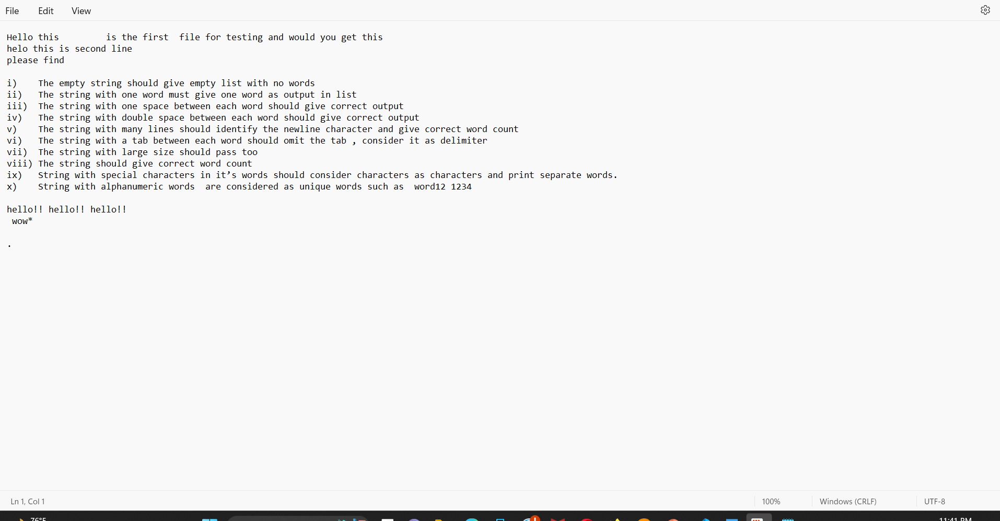 File Edit View
Hello this         is the first  file for testing and would you get this
helo this is second line
please find
i)    The empty string should give empty list with no words
ii)   The string with one word must give one word as output in list
iii)  The string with one space between each word should give correct output
iv)   The string with double space between each word should give correct output
v)    The string with many lines should identify the newline character and give correct word count
vi)   The string with a tab between each word should omit the tab , consider it as delimiter
vii)  The string with large size should pass too
viii) The string should give correct word count
ix)   String with special characters in it’s words should consider characters as characters and print separate words.
x)    String with alphanumeric words  are considered as unique words such as  word12 1234
hello!! hello!! hello!!
 wow*
.
Ln 1, Col 1 100% Windows (CRLF) UTF-8
76°F 11:41 PM